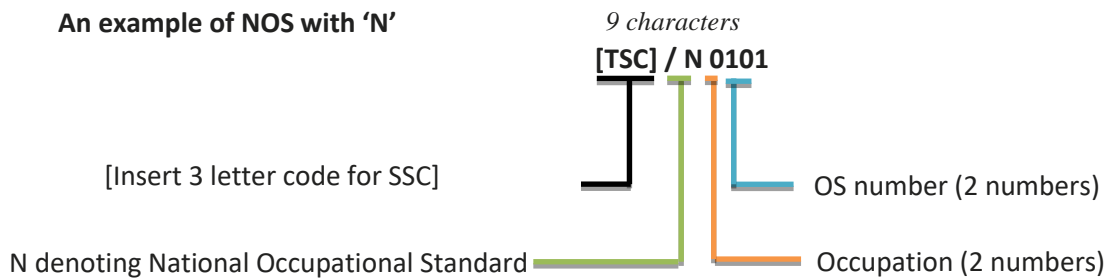 An example of NOS with ‘N’
9 characters
[TSC] / N 0101
[Insert 3 letter code for SSC]
OS number (2 numbers)
N denoting National Occupational Standard
Occupation (2 numbers)